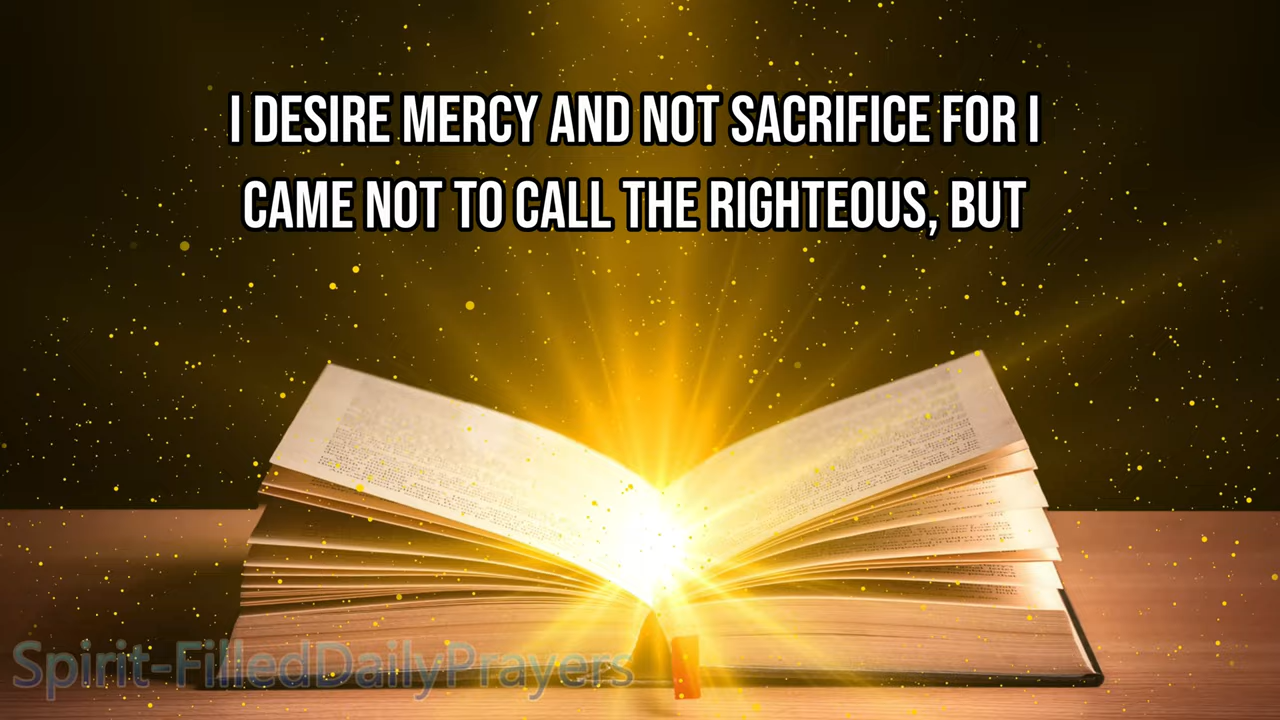 I DESIRE MERCY AND NOT SACRIFICE FOR I
CAME NOT TO CALL THE RIGHTEOUS, BUT
Spirit-FilledDailyPrayers